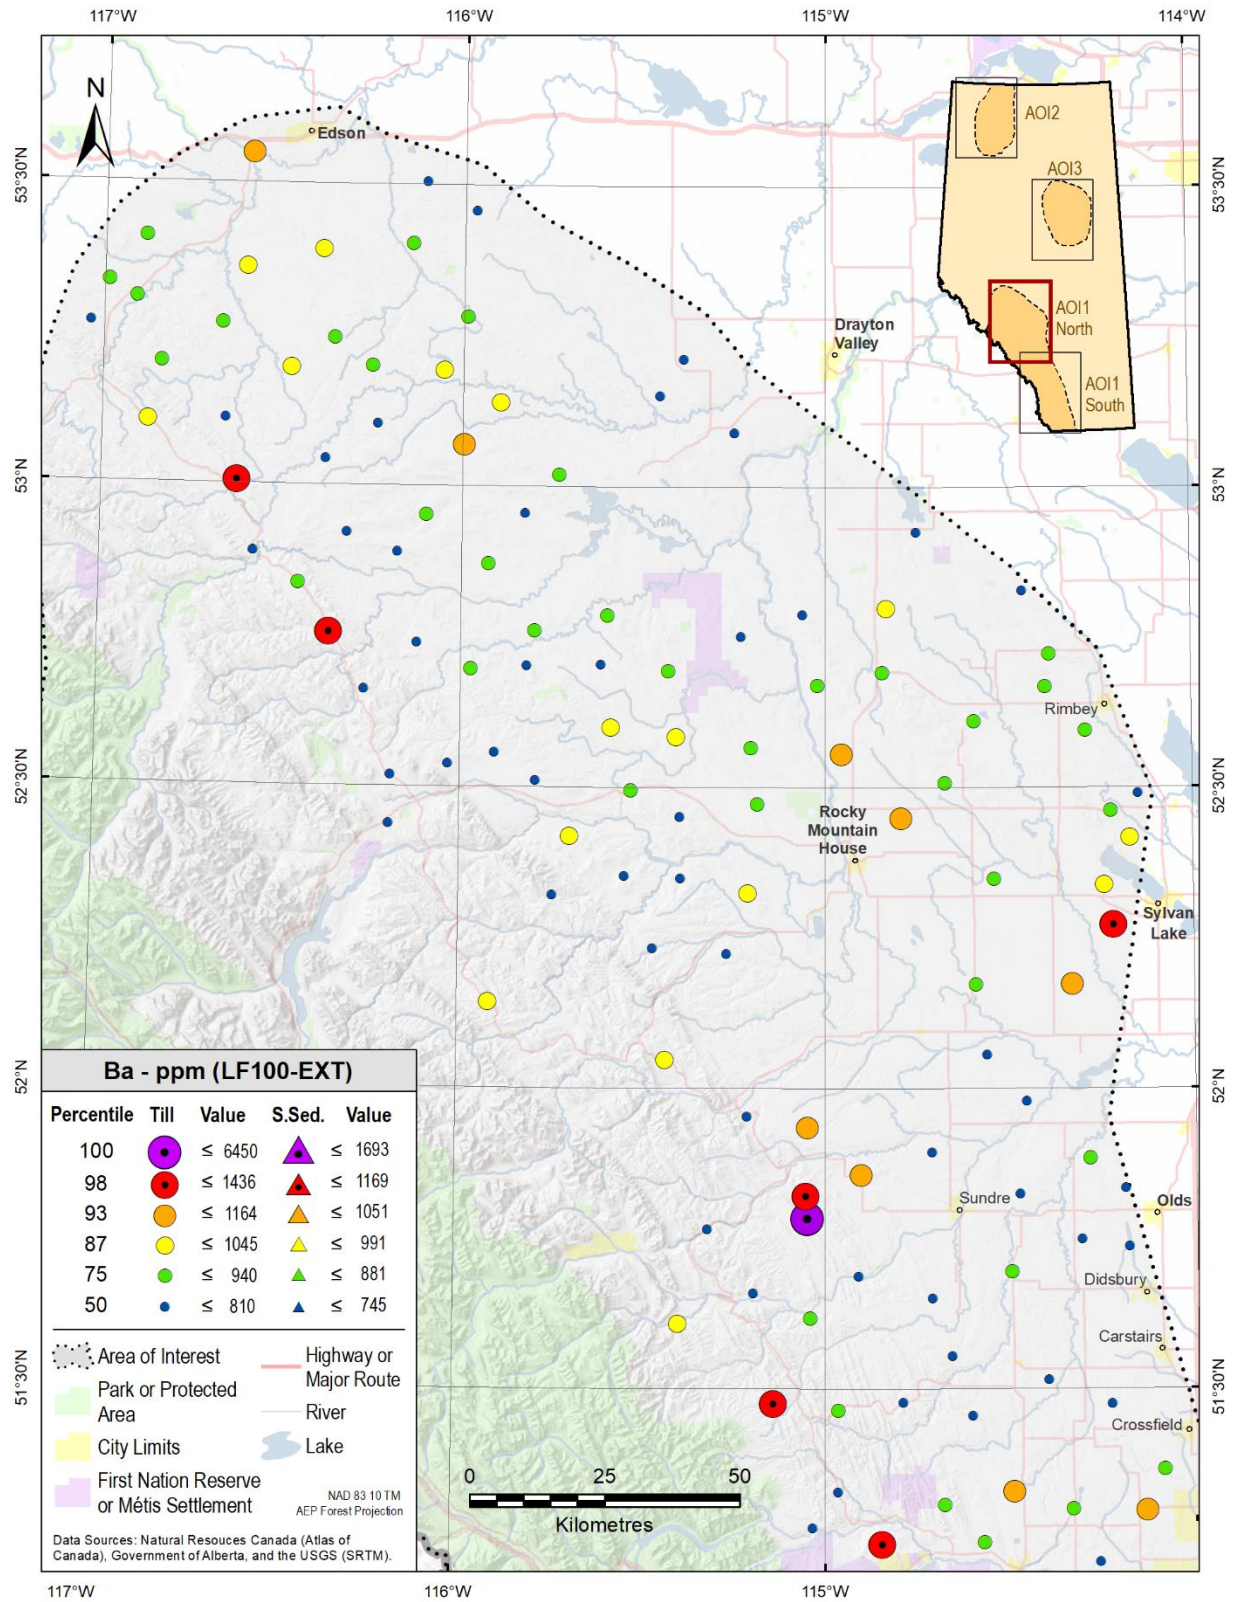 117°W 116°W 115°W 114°W
N
Edson
AOI2
53°30'N 53°30'N
AOI3
Drayton
Valley
AOI1
North
AOI1
South
53°N 53°N
Rimbey
52°30'N 52°30'N
Rocky
Mountain
House
Sylvan
Lake
52°N 52°N
Sundre
Olds
Didsbury
Carstairs
51°30'N
Crossfield
Ba - ppm (LF100-EXT)
Percentile Till Value S.Sed. Value
100 ≤ 6450 ≤ 1693
98 ≤ 1436 ≤ 1169
93 ≤ 1164 ≤ 1051
87 ≤ 1045 ≤ 991
75 ≤ 940 ≤ 881
50 ≤ 810 ≤ 745
Area of Interest
Highway or
Major Route
Park or Protected
Area
River
City Limits
Lake
First Nation Reserve
or Métis Settlement
NAD 83 10 TM
AEP Forest Projection
Data Sources: Natural Resouces Canada (Atlas of
Canada), Government of Alberta, and the USGS (SRTM).
0 25 50
Kilometres
117°W 116°W 115°W